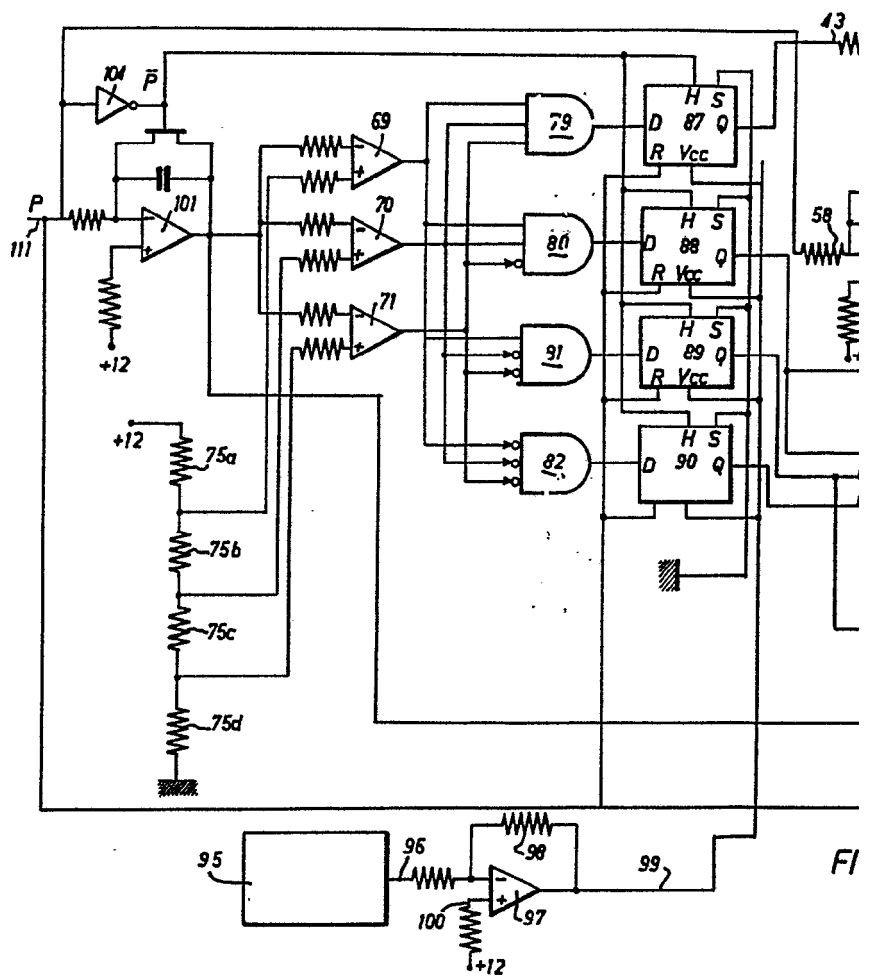 43
104
P̄
69
79
H S
D 87 Q
R Vcc
P
101
111
70
80
H S
D 88 Q
R Vcc
58
+12
71
91
H S
D 89 Q
R Vcc
+12
75a
82
H S
D 90 Q
75b
75c
75d
95
96
98
99
FI
100
97
+12